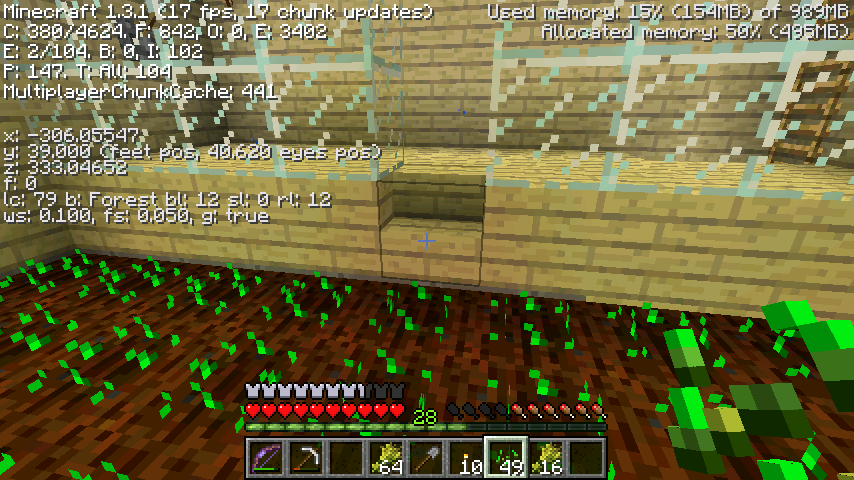 Minecraft 1.3.1 (17 fps, 17 chunk updates)
C: 380/4624, F: 842, O: 0, E: 3402
E: 2/104, B: 0, I: 102
P: 147. T: All: 104
MultiplayerChunkCache: 441
x: -306.05547
y: 39.000 (feet pos, 40.620 eyes pos)
z: 333.04652
f: 0
lc: 79 b: Forest bl: 12 sl: 0 rl: 12
ws: 0.100, fs: 0.050, g: true
Used memory: 15% (154MB) of 989MB
Allocated memory: 50% (495MB)
28
64
10
49
16